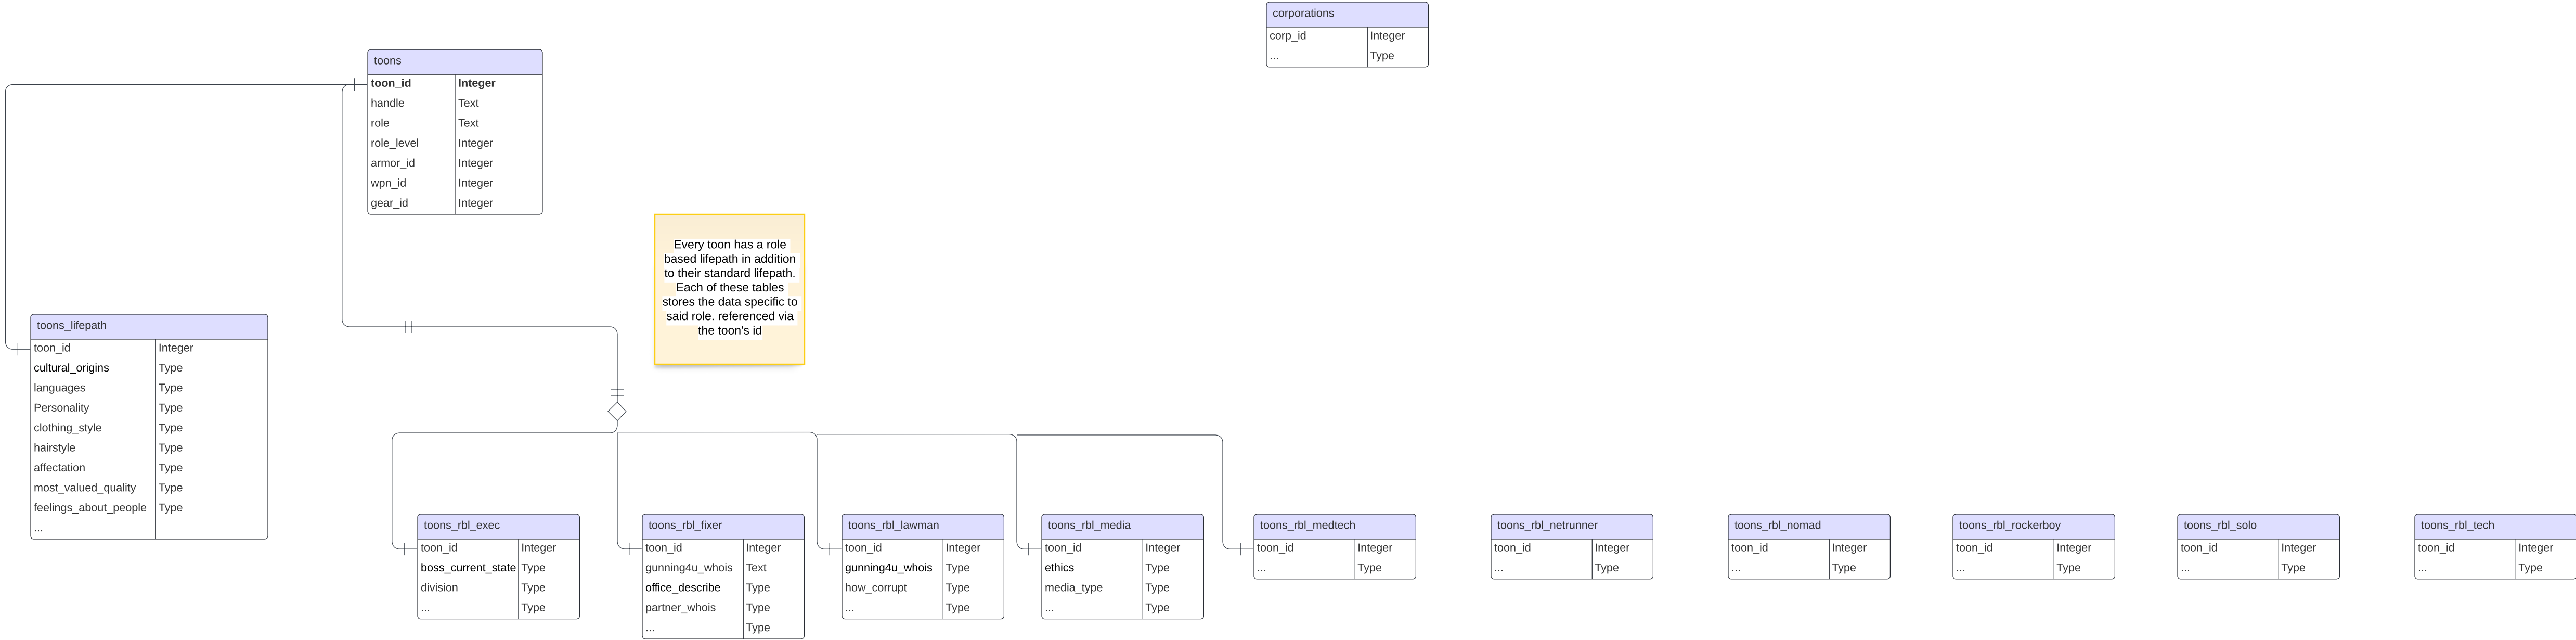 corporations
corp_id Integer
... Type
toons
toon_id Integer
handle Text
role Text
role_level Integer
armor_id Integer
wpn_id Integer
gear_id Integer
Every toon has a role
based lifepath in addition
to their standard lifepath.
Each of these tables
stores the data specific to
said role. referenced via
the toon's id
toons_lifepath
toon_id Integer
cultural_origins Type
languages Type
Personality Type
clothing_style Type
hairstyle Type
affectation Type
most_valued_quality Type
feelings_about_people Type
...
toons_rbl_exec
toon_id Integer
boss_current_state Type
division Type
... Type
toons_rbl_fixer
toon_id Integer
gunning4u_whois Text
office_describe Type
partner_whois Type
... Type
toons_rbl_lawman
toon_id Integer
gunning4u_whois Type
how_corrupt Type
... Type
toons_rbl_media
toon_id Integer
ethics Type
media_type Type
... Type
toons_rbl_medtech
toon_id Integer
... Type
toons_rbl_netrunner
toon_id Integer
... Type
toons_rbl_nomad
toon_id Integer
... Type
toons_rbl_rockerboy
toon_id Integer
... Type
toons_rbl_solo
toon_id Integer
... Type
toons_rbl_tech
toon_id Integer
... Type